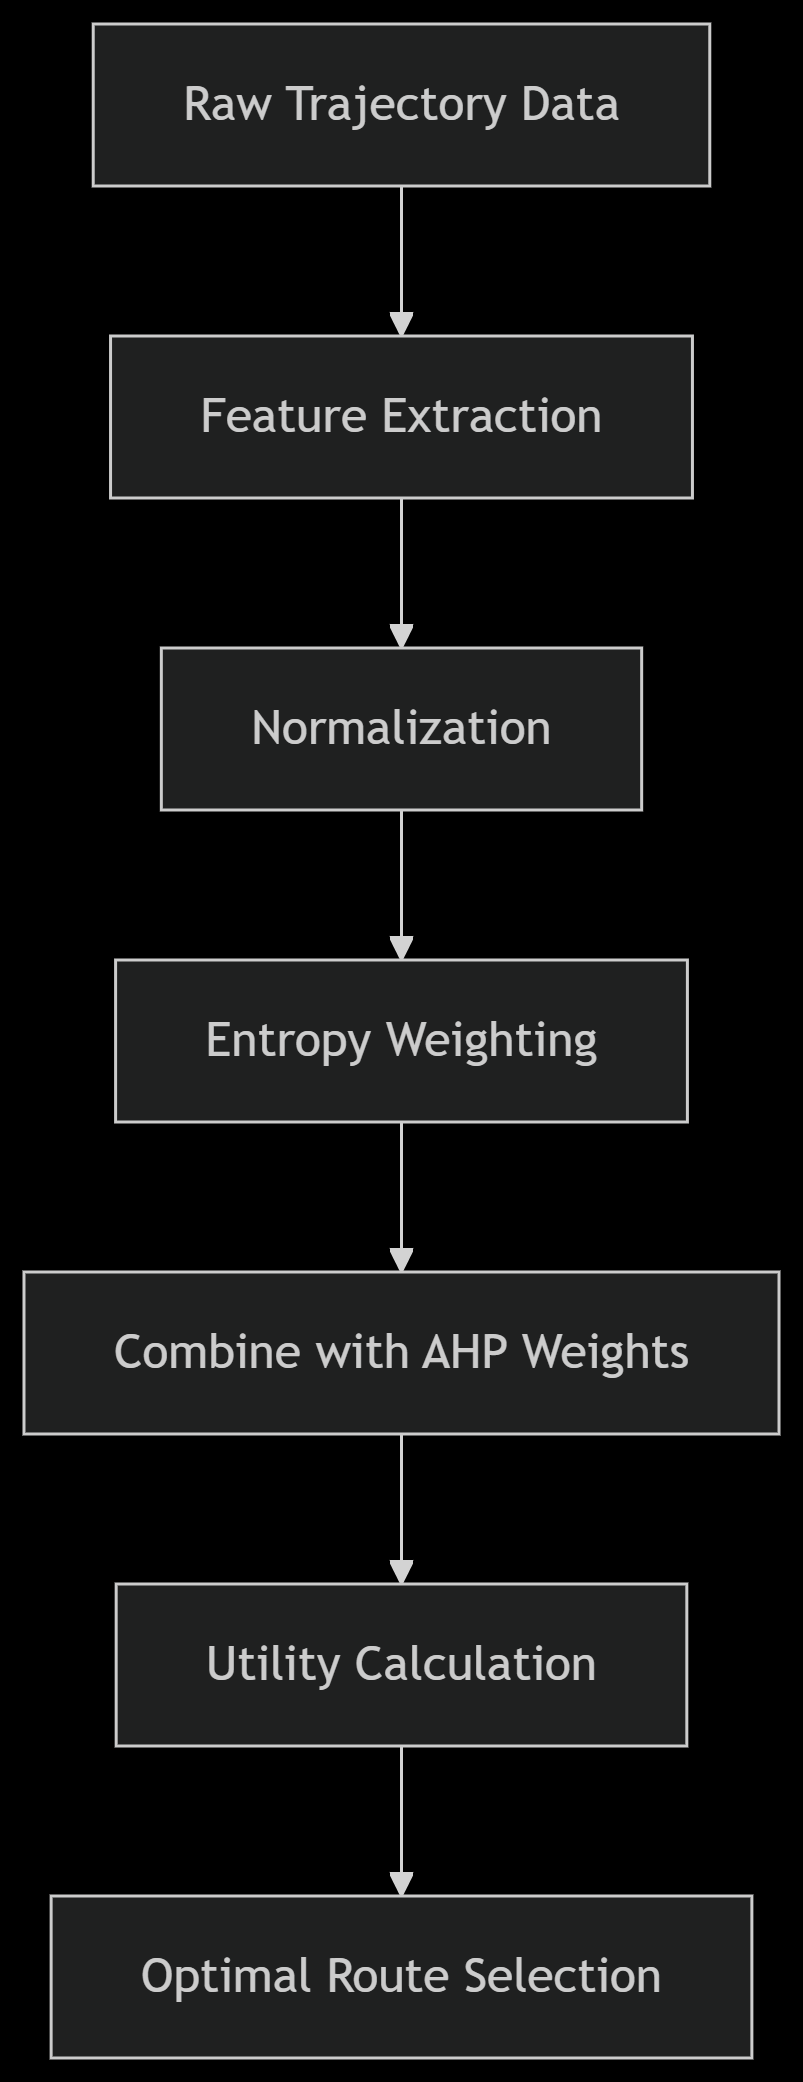 Raw Trajectory Data
Feature Extraction
Normalization
Entropy Weighting
Combine with AHP Weights
Utility Calculation
Optimal Route Selection